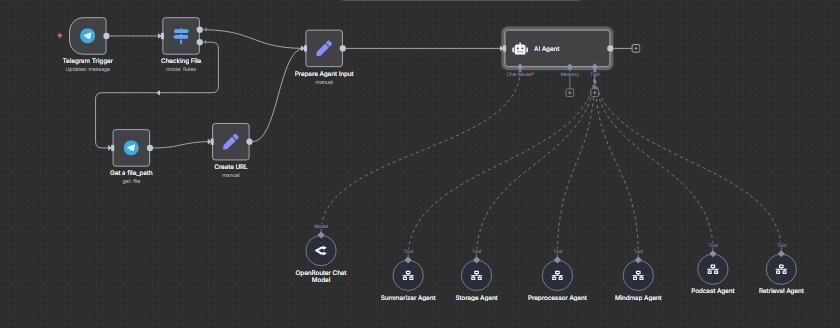 Telegram Trigger
Updates: message
Checking File
mode: Rules
Prepare Agent Input
manual
AI Agent
Chat Model*
Memory
Tool
Get a file_path
get: file
Create URL
manual
Model
OpenRouter Chat
Model
Tool
Summarizer Agent
Tool
Storage Agent
Tool
Preprocessor Agent
Tool
Mindmap Agent
Tool
Podcast Agent
Tool
Retrieval Agent